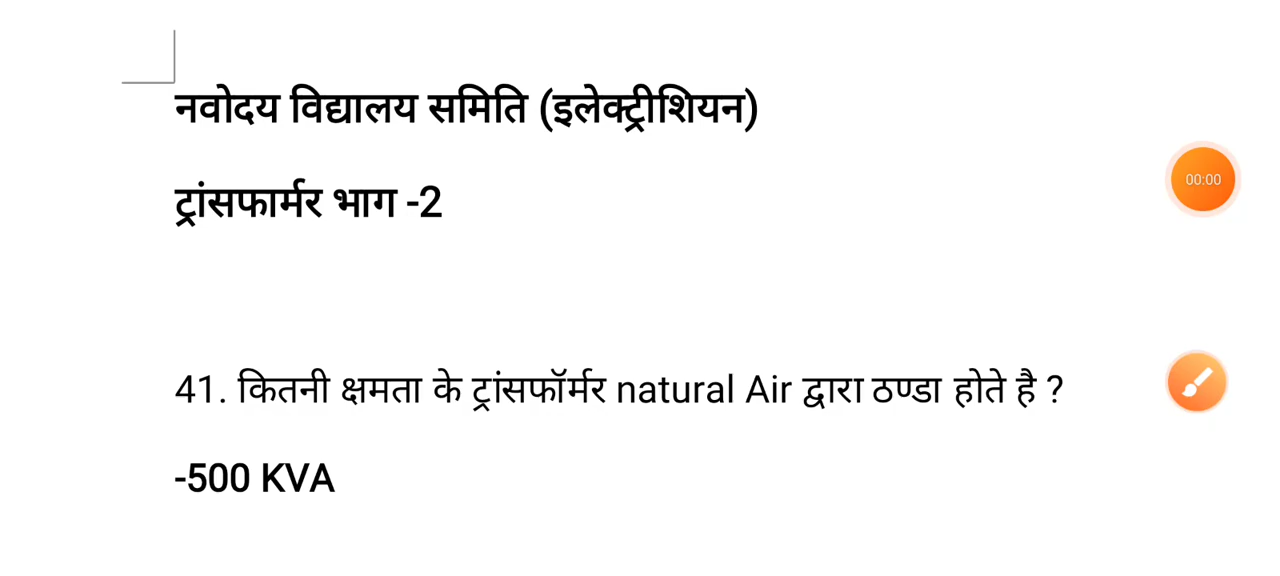 नवोदय विद्यालय समिति (इलेक्ट्रीशियन)
ट्रांसफार्मर भाग -2
00:00
41. कितनी क्षमता के ट्रांसफॉर्मर natural Air द्वारा ठण्डा होते है ?
-500 KVA